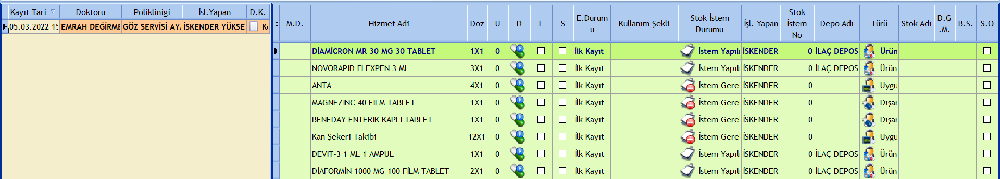 Kayıt Tari Doktoru Polikliniği İsl.Yapan D.K.
05.03.2022 15 EMRAH DEĞİRME GÖZ SERVİSİ AYA İSKENDER YÜKSE Ke
M.D. Hizmet Adi Doz U D L S E.Durumu Kullanım Şekli Stok İstem Durumu İşl. Yapan Stok İstem No Depo Adı Türü Stok Adı D.G.M. B.S. S.O
DİAMİCRON MR 30 MG 30 TABLET 1X1 0 İlk Kayıt İstem Yapılı İSKENDER 0 İLAÇ DEPOS Ürün
NOVORAPID FLEXPEN 3 ML 3X1 0 İlk Kayıt İstem Yapılı İSKENDER 0 İLAÇ DEPOS Ürün
ANTA 4X1 0 İlk Kayıt İstem Gerel İSKENDER 0 Uygu
MAGNEZINC 40 FILM TABLET 1X1 0 İlk Kayıt İstem Gerel İSKENDER 0 Dışar
BENEDAY ENTERIK KAPLI TABLET 1X1 0 İlk Kayıt İstem Gerel İSKENDER 0 Dışar
Kan Şekeri Takibi 12X1 0 İlk Kayıt İstem Gerel İSKENDER 0 Uygu
DEVIT-3 1 ML 1 AMPUL 1X1 0 İlk Kayıt İstem Yapılı İSKENDER 0 İLAÇ DEPOS Ürün
DİAFORMİN 1000 MG 100 FİLM TABLET 2X1 0 İlk Kayıt İstem Yapılı İSKENDER 0 İLAÇ DEPOS Ürün